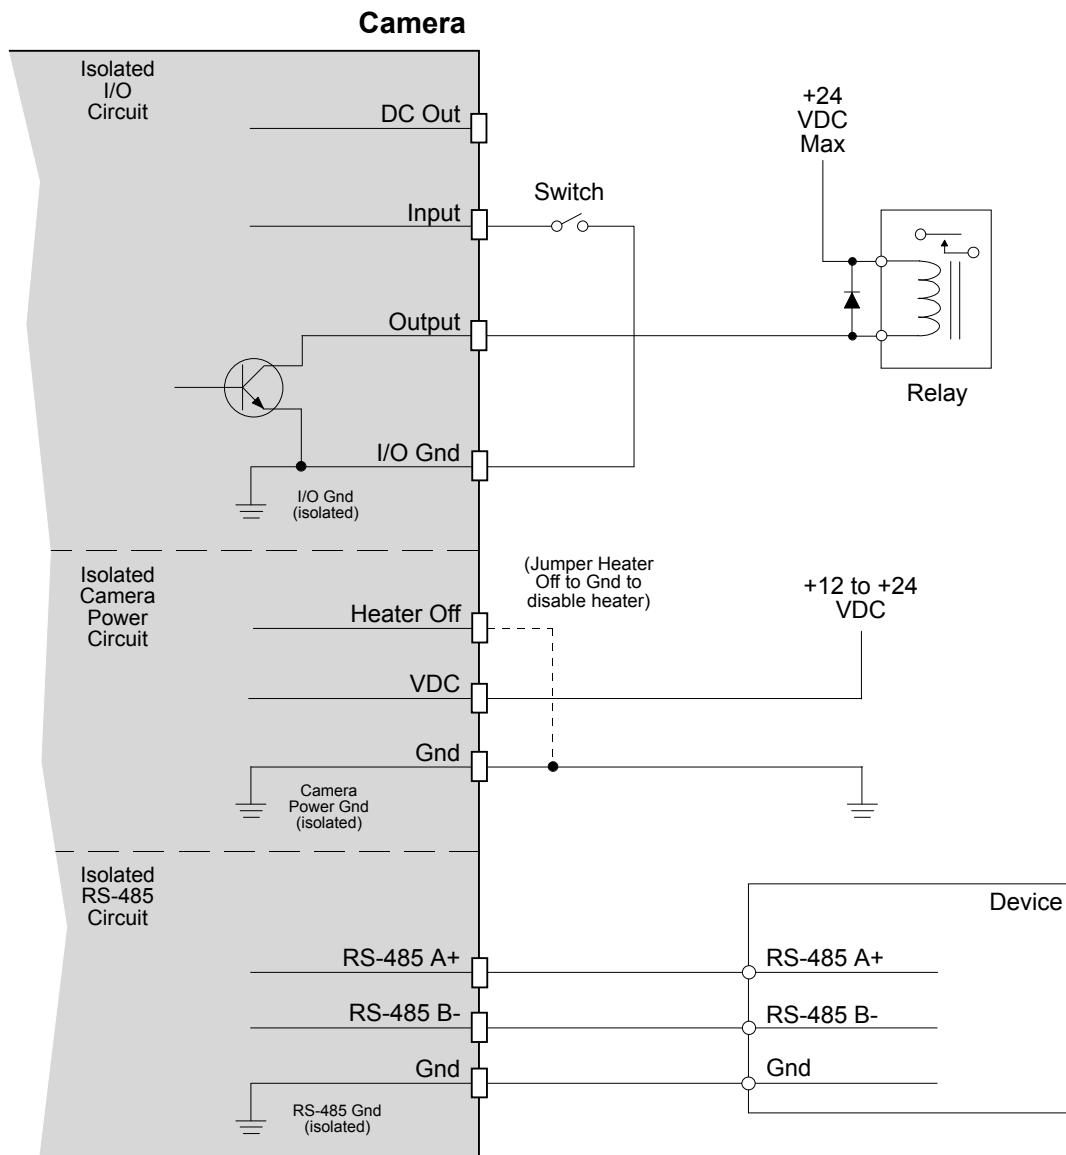 Camera
Isolated
I/O
Circuit
DC Out
+24
VDC
Max
Switch
Input
Output
Relay
I/O Gnd
I/O Gnd
(isolated)
Isolated
Camera
Power
Circuit
(Jumper Heater
Off to Gnd to
disable heater)
+12 to +24
VDC
Heater Off
VDC
Gnd
Camera
Power Gnd
(isolated)
Isolated
RS-485
Circuit
Device
RS-485 A+
RS-485 A+
RS-485 B-
RS-485 B-
Gnd
Gnd
RS-485 Gnd
(isolated)